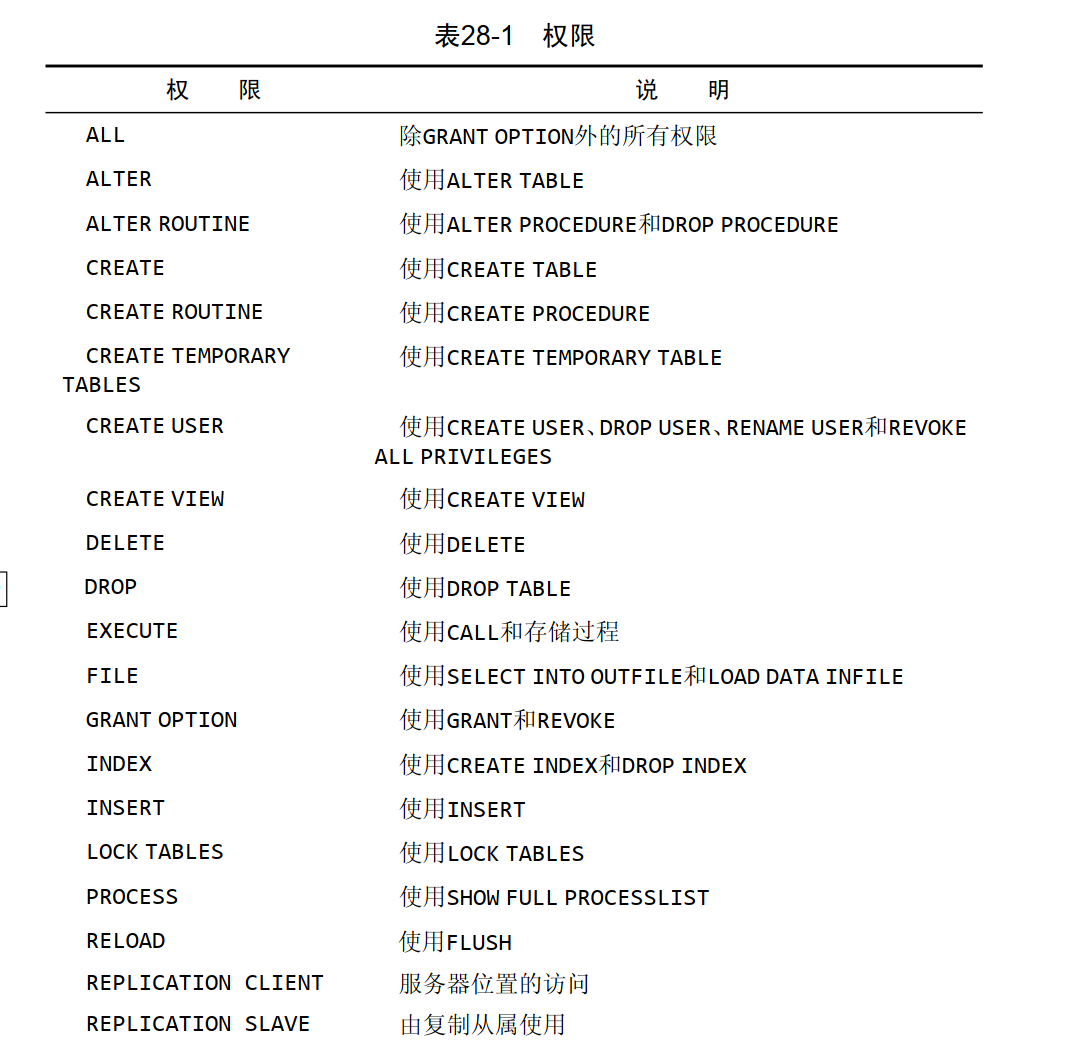 表28-1 权限
权 限 说 明
ALL 除GRANT OPTION外的所有权限
ALTER 使用ALTER TABLE
ALTER ROUTINE 使用ALTER PROCEDURE和DROP PROCEDURE
CREATE 使用CREATE TABLE
CREATE ROUTINE 使用CREATE PROCEDURE
CREATE TEMPORARY 使用CREATE TEMPORARY TABLE
TABLES
CREATE USER 使用CREATE USER、DROP USER、RENAME USER和REVOKE
ALL PRIVILEGES
CREATE VIEW 使用CREATE VIEW
DELETE 使用DELETE
DROP 使用DROP TABLE
EXECUTE 使用CALL和存储过程
FILE 使用SELECT INTO OUTFILE和LOAD DATA INFILE
GRANT OPTION 使用GRANT和REVOKE
INDEX 使用CREATE INDEX和DROP INDEX
INSERT 使用INSERT
LOCK TABLES 使用LOCK TABLES
PROCESS 使用SHOW FULL PROCESSLIST
RELOAD 使用FLUSH
REPLICATION CLIENT 服务器位置的访问
REPLICATION SLAVE 由复制从属使用